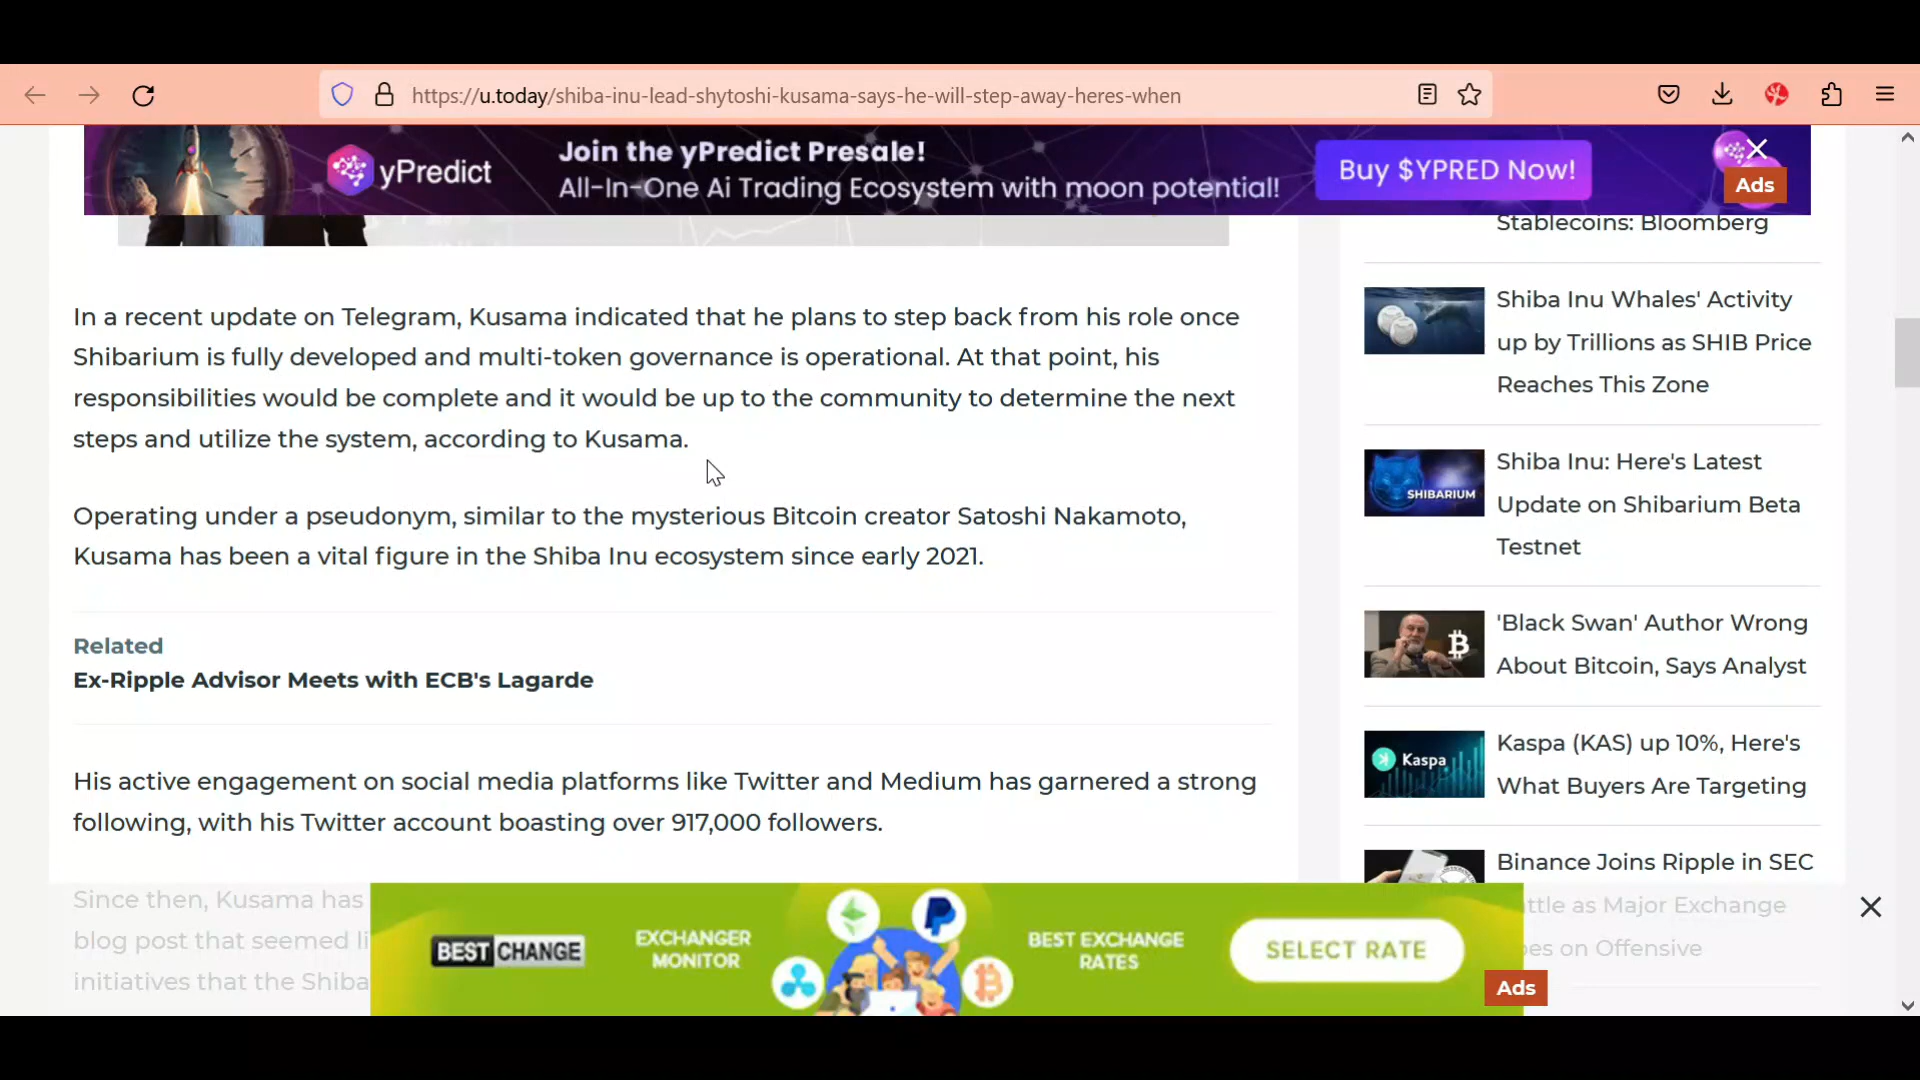 https://u.today/shiba-inu-lead-shytoshi-kusama-says-he-will-step-away-heres-when
yPredict
Join the yPredict Presale!
All-In-One Ai Trading Ecosystem with moon potential!
Buy $YPRED Now!
Ads
In a recent update on Telegram, Kusama indicated that he plans to step back from his role once
Shibarium is fully developed and multi-token governance is operational. At that point, his
responsibilities would be complete and it would be up to the community to determine the next
steps and utilize the system, according to Kusama.
Operating under a pseudonym, similar to the mysterious Bitcoin creator Satoshi Nakamoto,
Kusama has been a vital figure in the Shiba Inu ecosystem since early 2021.
Related
Ex-Ripple Advisor Meets with ECB's Lagarde
His active engagement on social media platforms like Twitter and Medium has garnered a strong
following, with his Twitter account boasting over 917,000 followers.
Since then, Kusama has
blog post that seemed li
initiatives that the Shiba
Stablecoins: Bloomberg
Shiba Inu Whales' Activity
up by Trillions as SHIB Price
Reaches This Zone
SHIBARIUM
Shiba Inu: Here's Latest
Update on Shibarium Beta
Testnet
'Black Swan' Author Wrong
About Bitcoin, Says Analyst
Kaspa
Kaspa (KAS) up 10%, Here's
What Buyers Are Targeting
Binance Joins Ripple in SEC
ttle as Major Exchange
es on Offensive
BEST CHANGE
EXCHANGER
MONITOR
BEST EXCHANGE
RATES
SELECT RATE
Ads